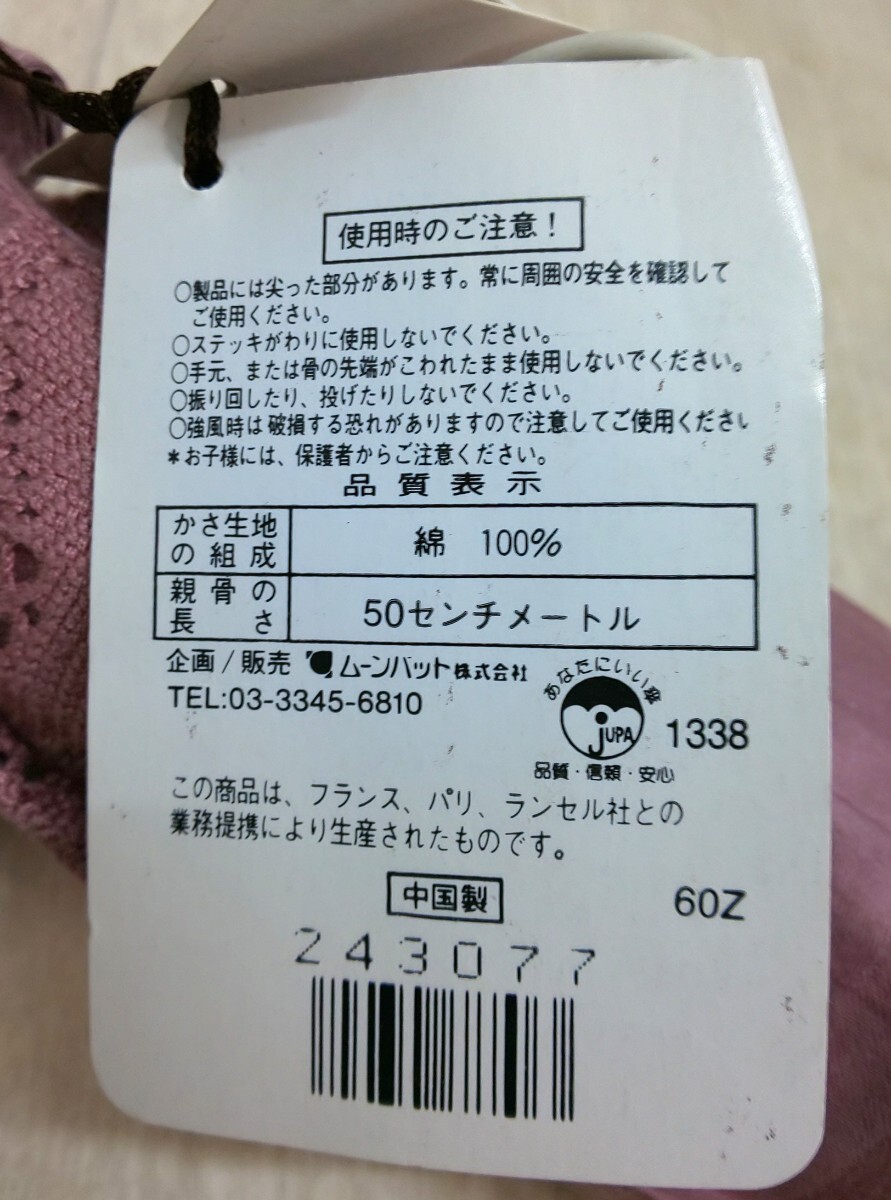 使用時のご注意！
○製品には尖った部分があります。常に周囲の安全を確認して
ご使用ください。
○ステッキがわりに使用しないでください。
○手元、または骨の先端がこわれたまま使用しないでください。
○振り回したり、投げたりしないでください。
○強風時は破損する恐れがありますので注意してご使用くださ
＊お子様には、保護者からご注意ください。
品質表示
かさ生地
の組成
綿 100%
親骨の
長さ
50センチメートル
企画/販売 ムーンバット株式会社
TEL:03-3345-6810
あなたにいい傘
JUPA
1338
品質・信頼・安心
この商品は、フランス、パリ、ランセル社との
業務提携により生産されたものです。
中国製
60Z
243077